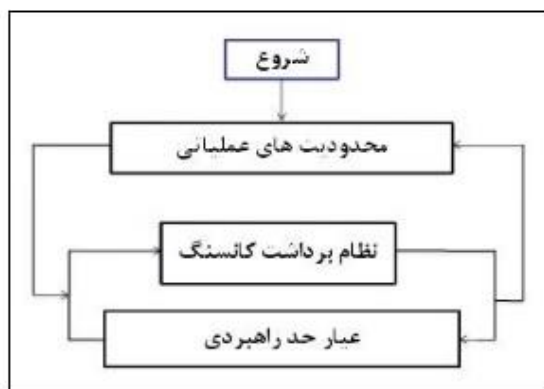 شروع
محدودیت های عملیاتی
نظام برداشت کانسنگ
عیار حد راهبردی